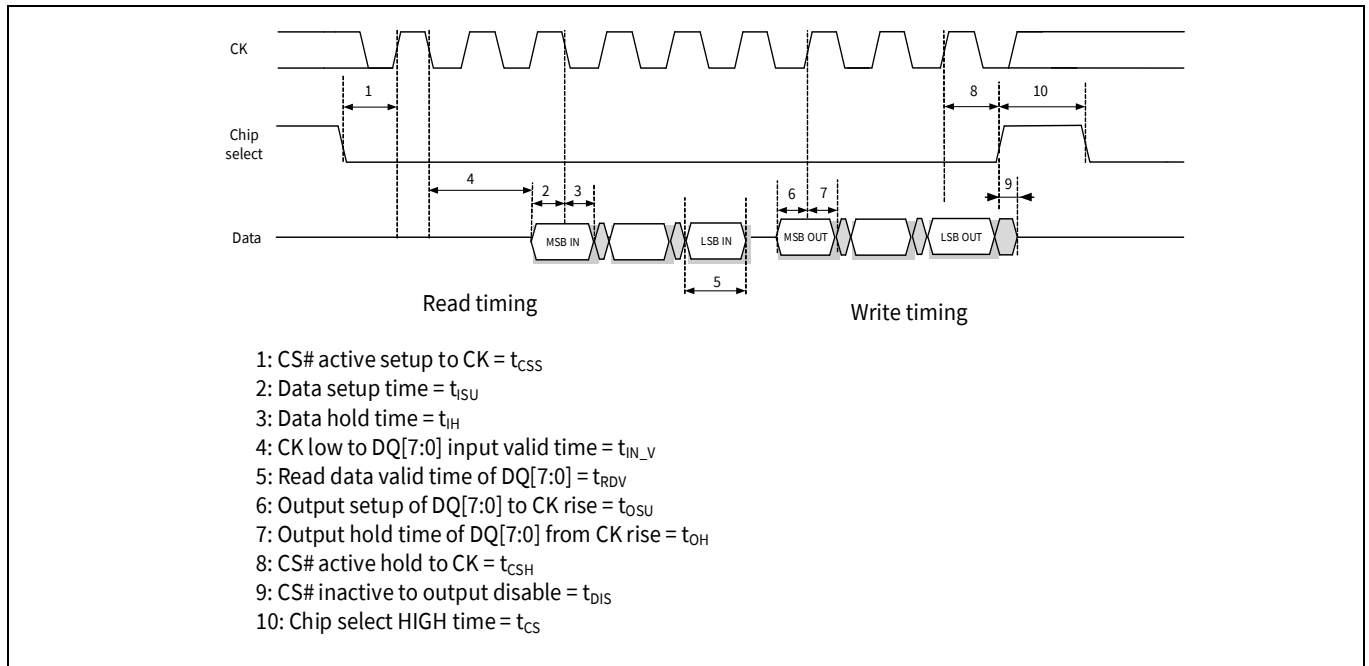 CK
1
8
10
Chip
select
4
2
3
6
7
9
Data
MSB IN
LSB IN
MSB OUT
LSB OUT
5
Read timing
Write timing
1: CS# active setup to CK = tCSS
2: Data setup time = tISU
3: Data hold time = tIH
4: CK low to DQ[7:0] input valid time = tIN_V
5: Read data valid time of DQ[7:0] = tRDV
6: Output setup of DQ[7:0] to CK rise = tOSU
7: Output hold time of DQ[7:0] from CK rise = tOH
8: CS# active hold to CK = tCSH
9: CS# inactive to output disable = tDIS
10: Chip select HIGH time = tCS